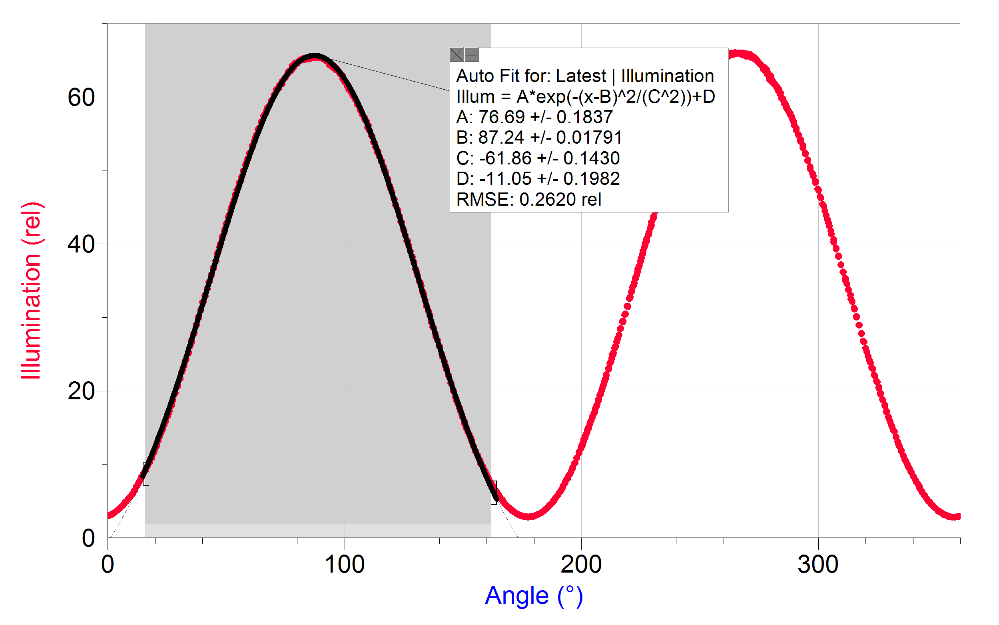 Auto Fit for: Latest | Illumination
Illum = A*exp(-(x-B)^2/(C^2))+D
A: 76.69 +/- 0.1837
B: 87.24 +/- 0.01791
C: -61.86 +/- 0.1430
D: -11.05 +/- 0.1982
RMSE: 0.2620 rel
Illumination (rel)
60
40
20
0
0 100 200 300
Angle (°)